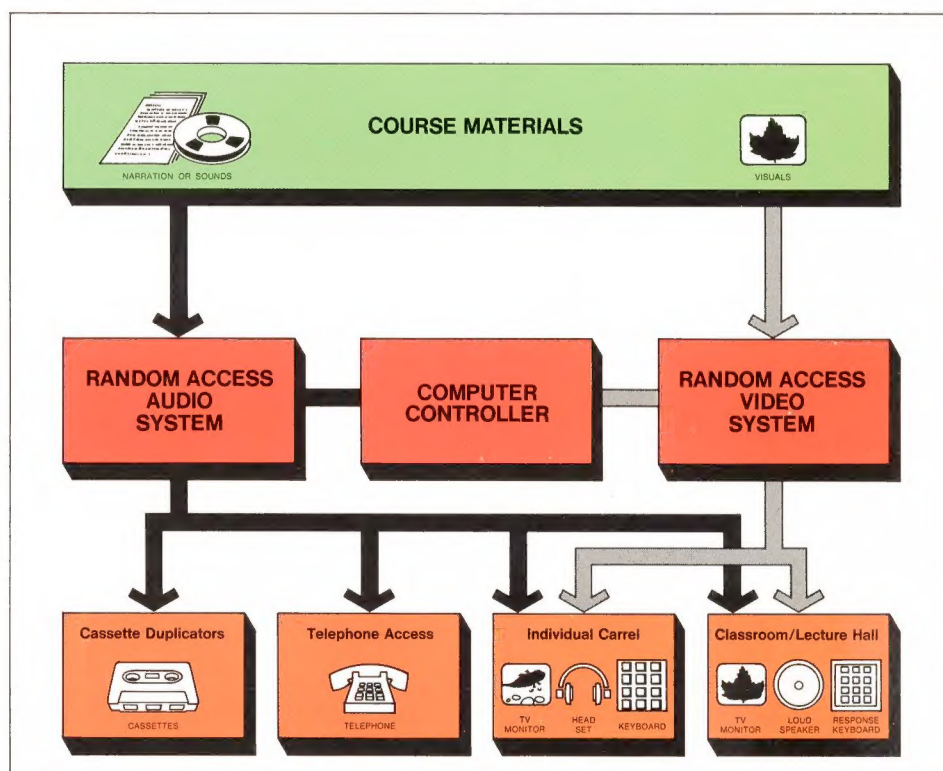 COURSE MATERIALS
NARRATION OR SOUNDS
VISUALS
RANDOM ACCESS
AUDIO
SYSTEM
COMPUTER
CONTROLLER
RANDOM ACCESS
VIDEO
SYSTEM
Cassette Duplicators
CASSETTES
Telephone Access
TELEPHONE
Individual Carrel
TV
MONITOR
HEAD
SET
KEYBOARD
Classroom/Lecture Hall
TV
MONITOR
LOUD
SPEAKER
RESPONSE
KEYBOARD